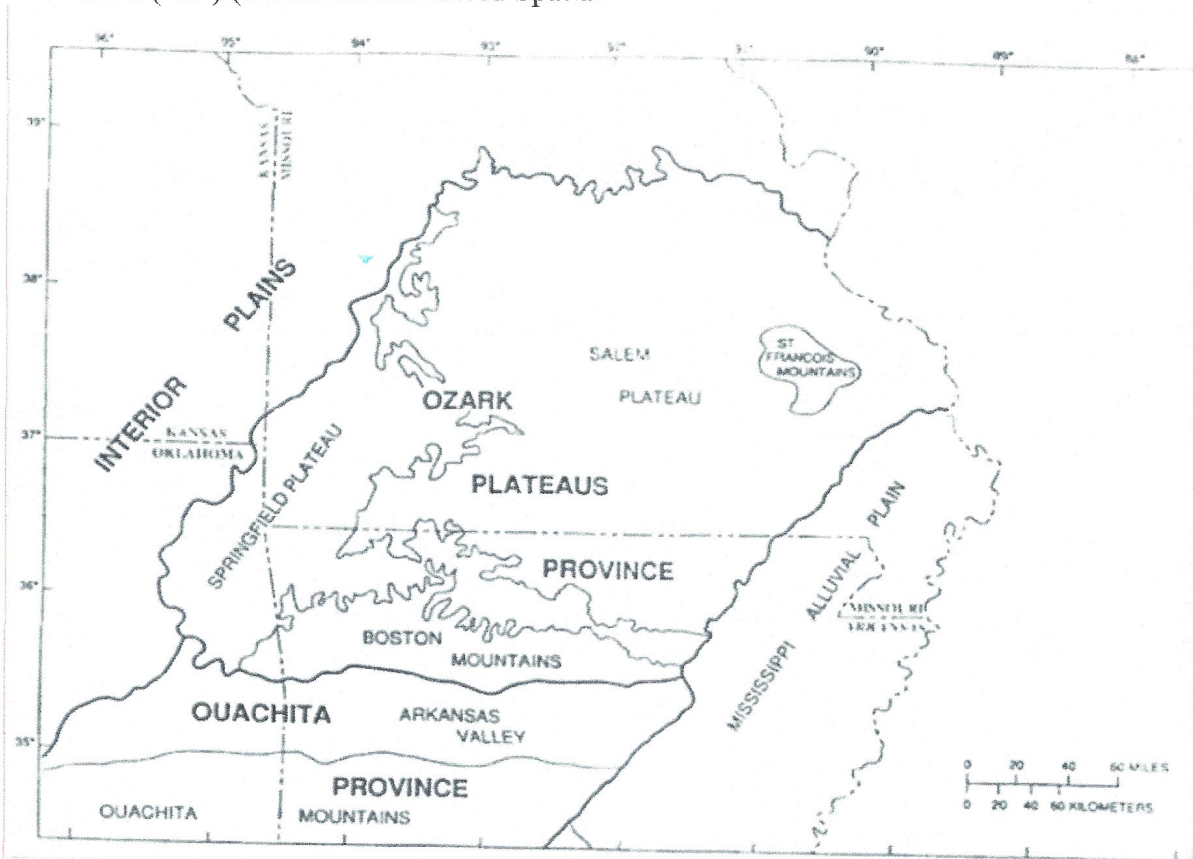 96° 95° 94° 93° 92° 91° 90° 89° 88°
39°
KANSAS
MISSOURI
38°
PLAINS
INTERIOR
ST
FRANCOIS
MOUNTAINS
SALEM
PLATEAU
OZARK
37°
KANSAS
OKLAHOMA
SPRINGFIELD PLATEAU
PLATEAUS
PLAIN
PROVINCE
36°
ALLUVIAL
MISSOURI
ARKANSAS
BOSTON
MOUNTAINS
MISSISSIPPI
OUACHITA
ARKANSAS
VALLEY
35°
0 20 40 60 MILES
0 20 40 60 KILOMETERS
PROVINCE
OUACHITA
MOUNTAINS